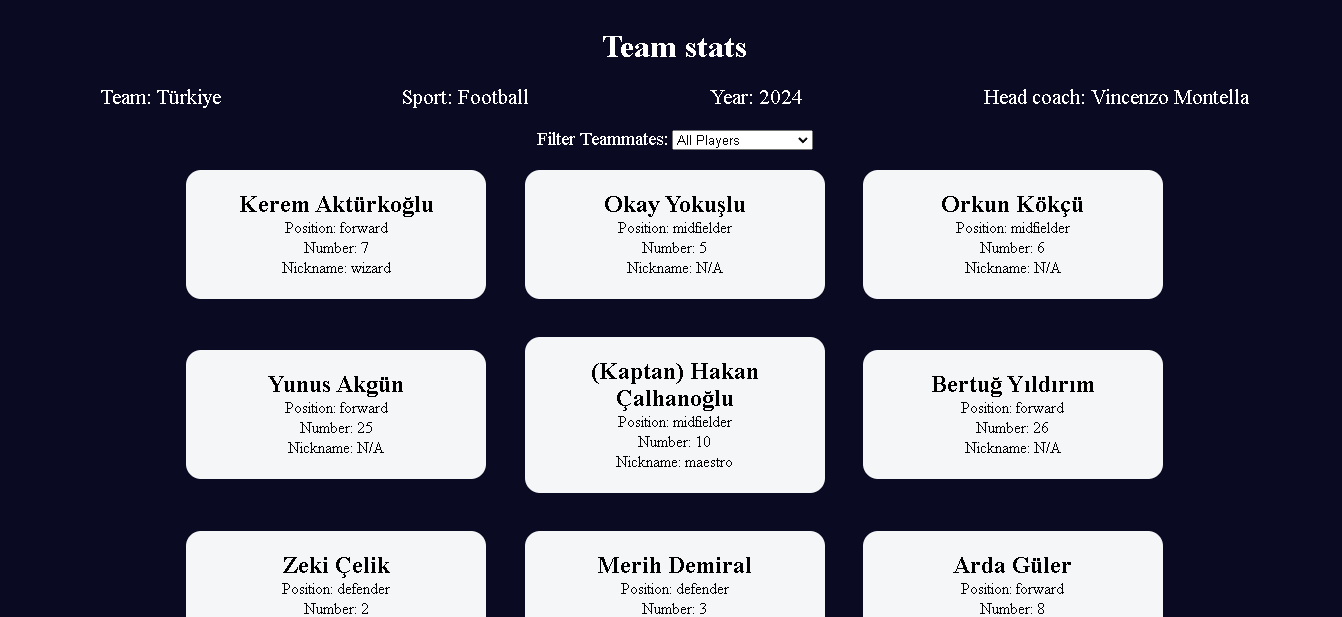 Team stats
Team: Türkiye
Sport: Football
Year: 2024
Head coach: Vincenzo Montella
Filter Teammates: All Players
Kerem Aktürkoğlu
Position: forward
Number: 7
Nickname: wizard
Okay Yokuşlu
Position: midfielder
Number: 5
Nickname: N/A
Orkun Kökçü
Position: midfielder
Number: 6
Nickname: N/A
Yunus Akgün
Position: forward
Number: 25
Nickname: N/A
(Kaptan) Hakan
Çalhanoğlu
Position: midfielder
Number: 10
Nickname: maestro
Bertuğ Yıldırım
Position: forward
Number: 26
Nickname: N/A
Zeki Çelik
Position: defender
Number: 2
Merih Demiral
Position: defender
Number: 3
Arda Güler
Position: forward
Number: 8